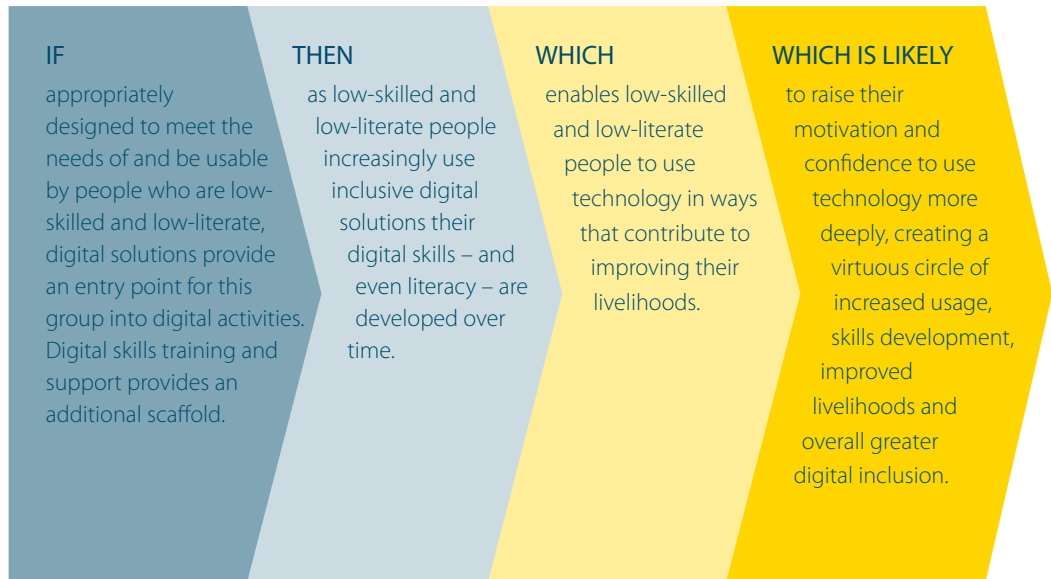 IF
appropriately
designed to meet the
needs of and be usable
by people who are low-
skilled and low-literate,
digital solutions provide
an entry point for this
group into digital activities.
Digital skills training and
support provides an
additional scaffold.
THEN
as low-skilled and
low-literate people
increasingly use
inclusive digital
solutions their
digital skills – and
even literacy – are
developed over
time.
WHICH
enables low-skilled
and low-literate
people to use
technology in ways
that contribute to
improving their
livelihoods.
WHICH IS LIKELY
to raise their
motivation and
confidence to use
technology more
deeply, creating a
virtuous circle of
increased usage,
skills development,
improved
livelihoods and
overall greater
digital inclusion.